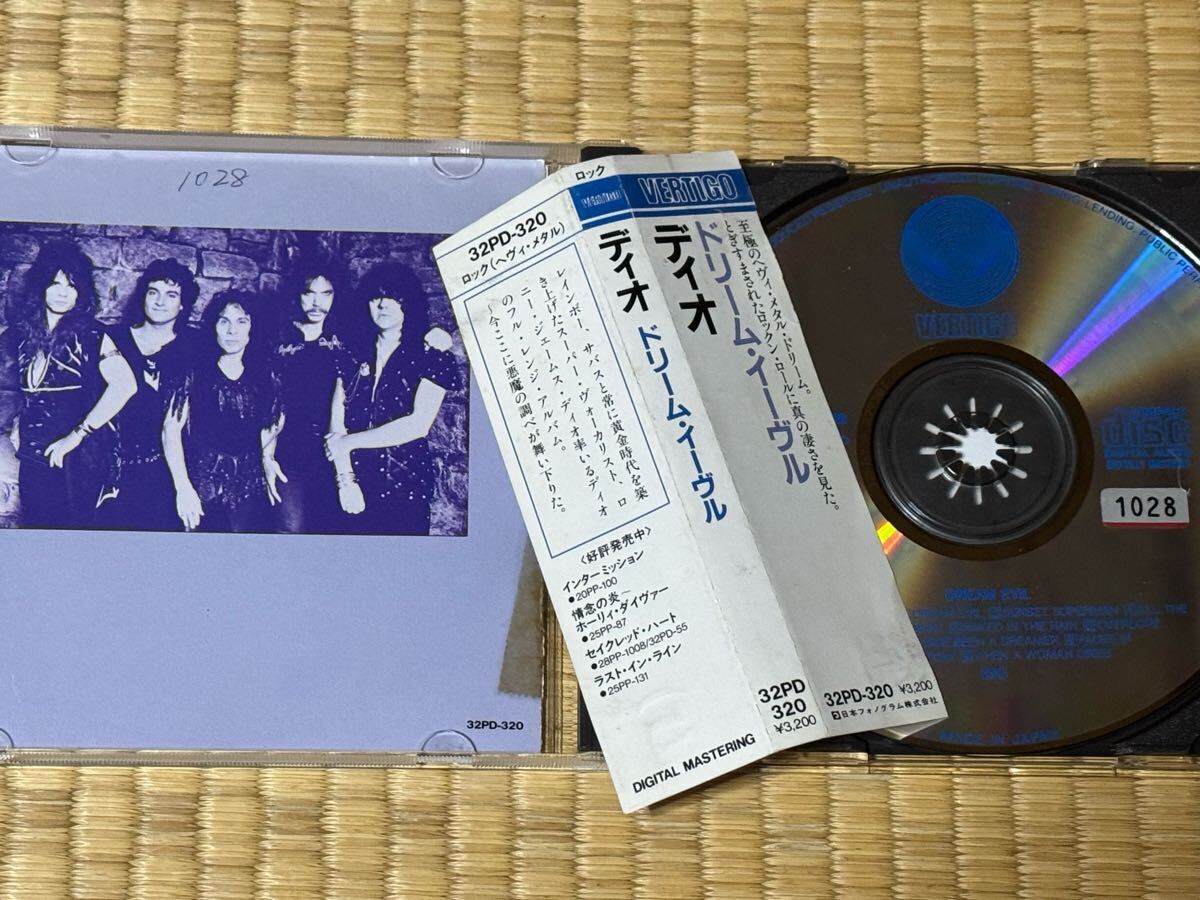 1028
32PD-320
ロック
32PD-320
ロック(ヘヴィ・メタル)
レインボー、サバスと常に黄金時代を築
き上げたスーパー・ヴォーカリスト、ロ
ニー・ジェームス・ディオ率いるディオ
のフル・レンジ・アルバム。
〜今ここに悪魔の調べが舞い下りた。
〈好評発売中〉
インターミッション
●20PP-100
情念の炎〜
ホーリィ・ダイヴァー
●25PP-87
セイクレッド・ハート
●28PP-1008/32PD-55
ラスト・イン・ライン
●25PP-131
DIGITAL MASTERING
ディオ
ドリーム・イーヴル
32PD
320
¥3,200
VERTIGO
至極のヘヴィ・メタル・ドリーム。
とぎすまされたロックン・ロールに真の凄さを見た。
ドリーム・イーヴル
ディオ
32PD-320 ¥3,200
日本フォノグラム株式会社
LENDING PUBLIC
VERTIGO
DISC
DIGITAL AUDIO
1028
DREAM EVIL
SUNSET SUPERMAN
A DREAMER
WOMAN CRIES
MADE IN JAPAN